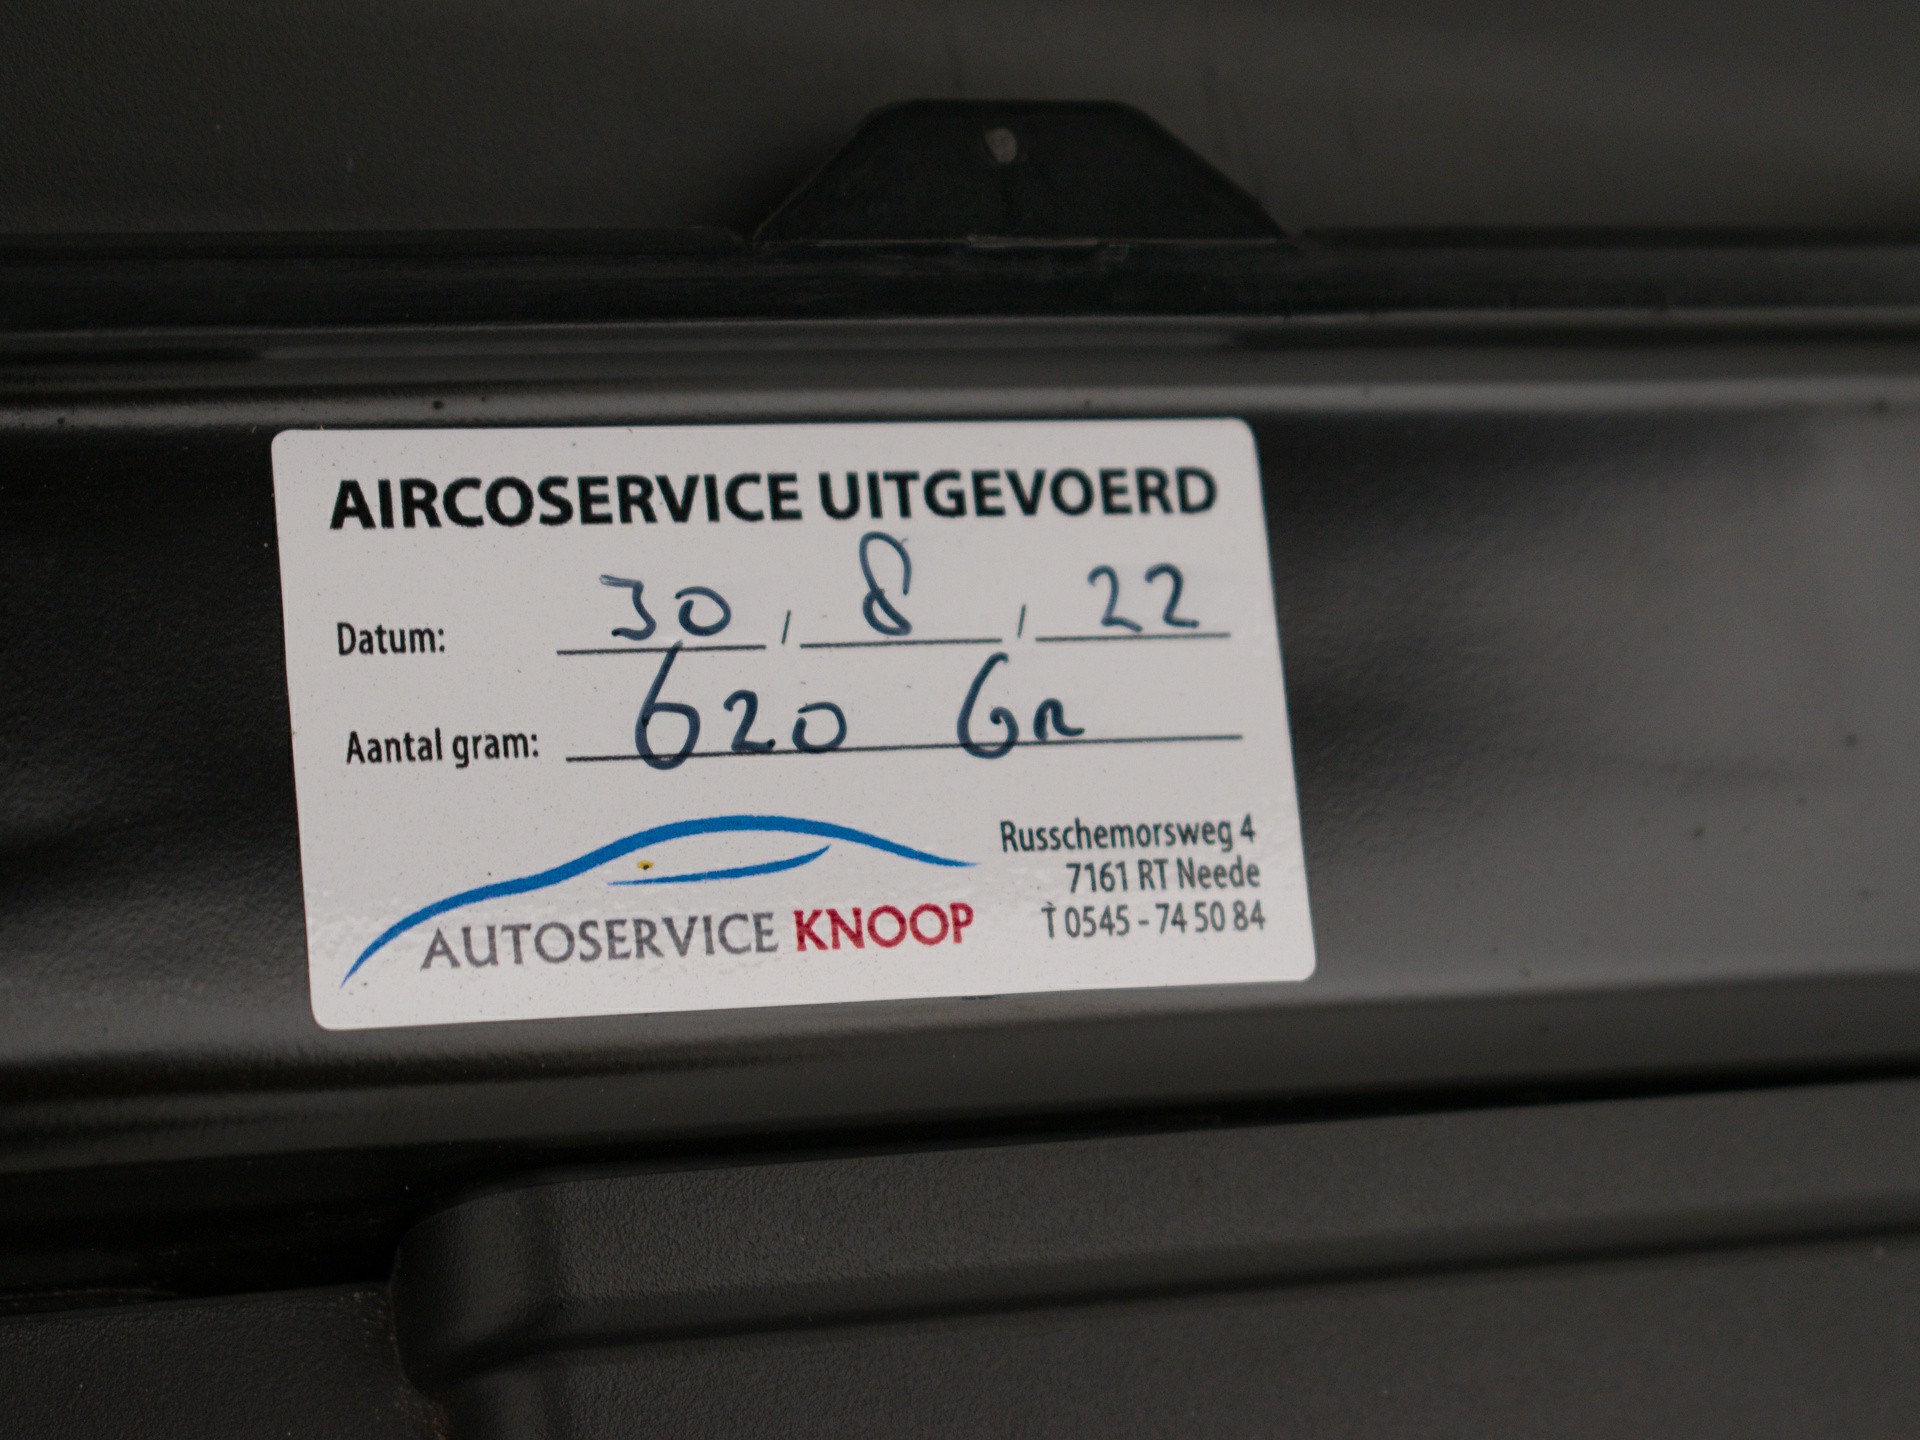 AIRCOSERVICE UITGEVOERD
Datum: 30 / 8 / 22
Aantal gram: 620 GR
Russchemorsweg 4
7161 RT Neede
T 0545 - 74 50 84
AUTOSERVICE KNOOP